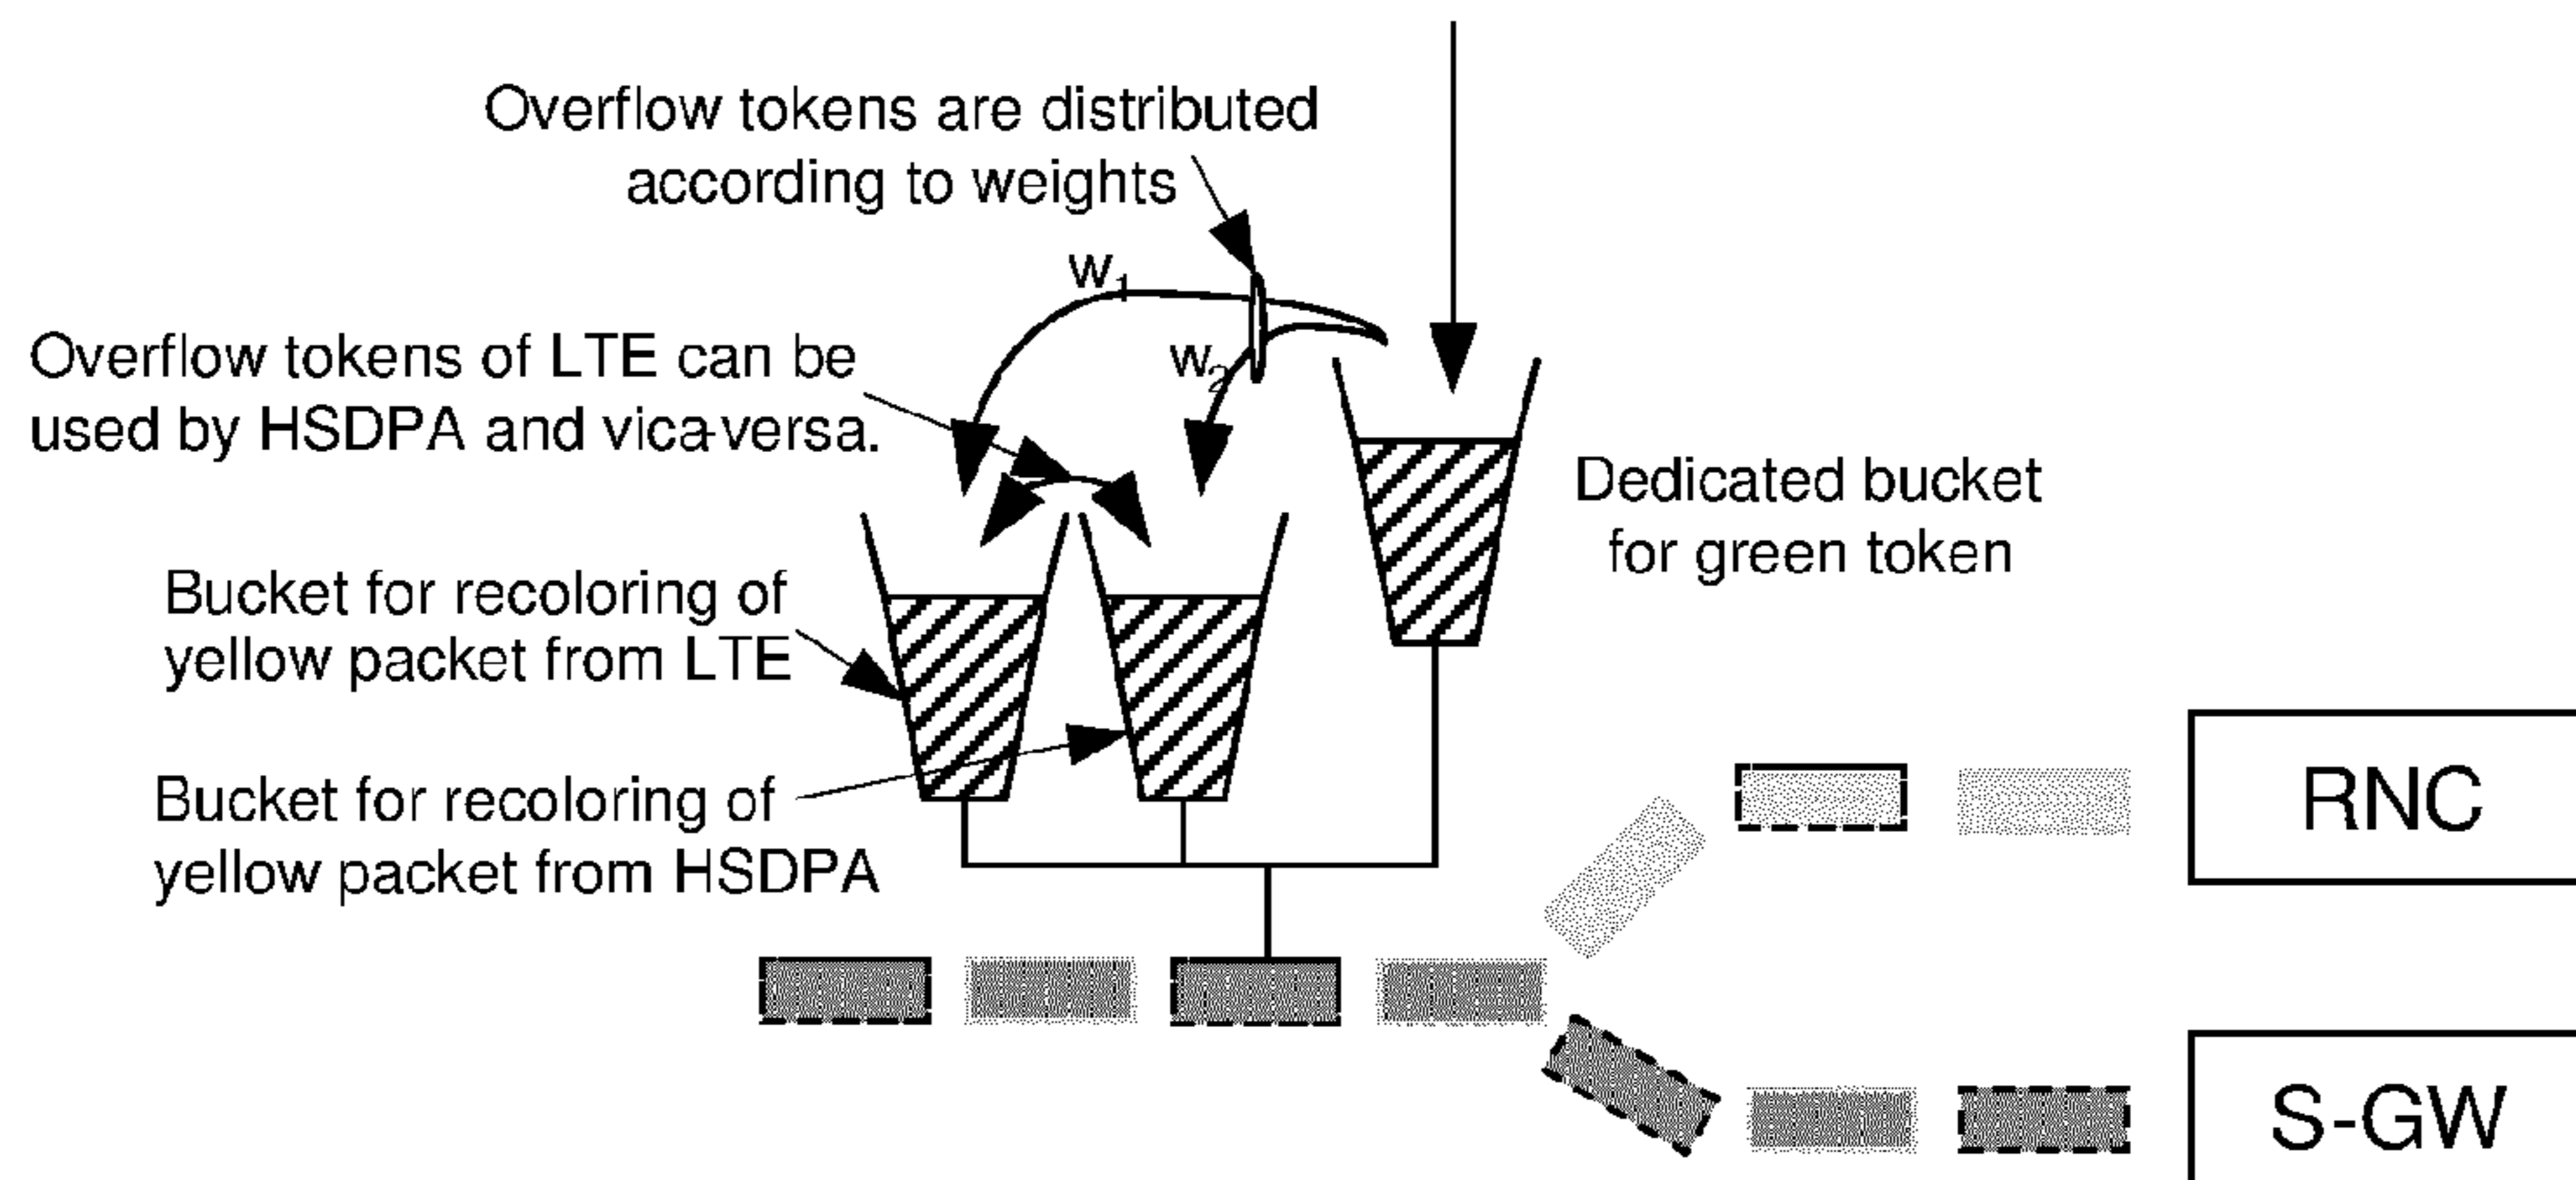 Overflow tokens are distributed
according to weights
w1
w2
Overflow tokens of LTE can be
used by HSDPA and vica-versa.
Dedicated bucket
for green token
Bucket for recoloring of
yellow packet from LTE
Bucket for recoloring of
yellow packet from HSDPA
RNC
S-GW